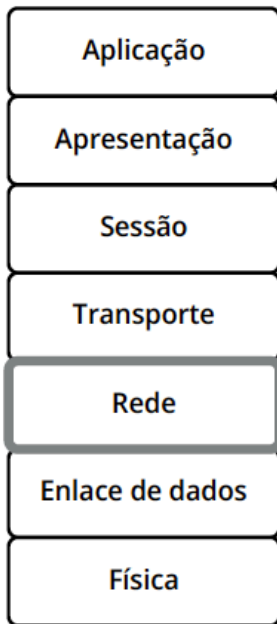 Aplicação
Apresentação
Sessão
Transporte
Rede
Enlace de dados
Física